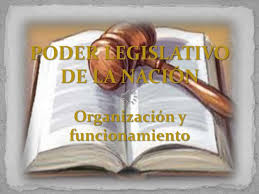 PODER LEGISLATIVO
DE LA NACIÓN
Organización y
funcionamiento